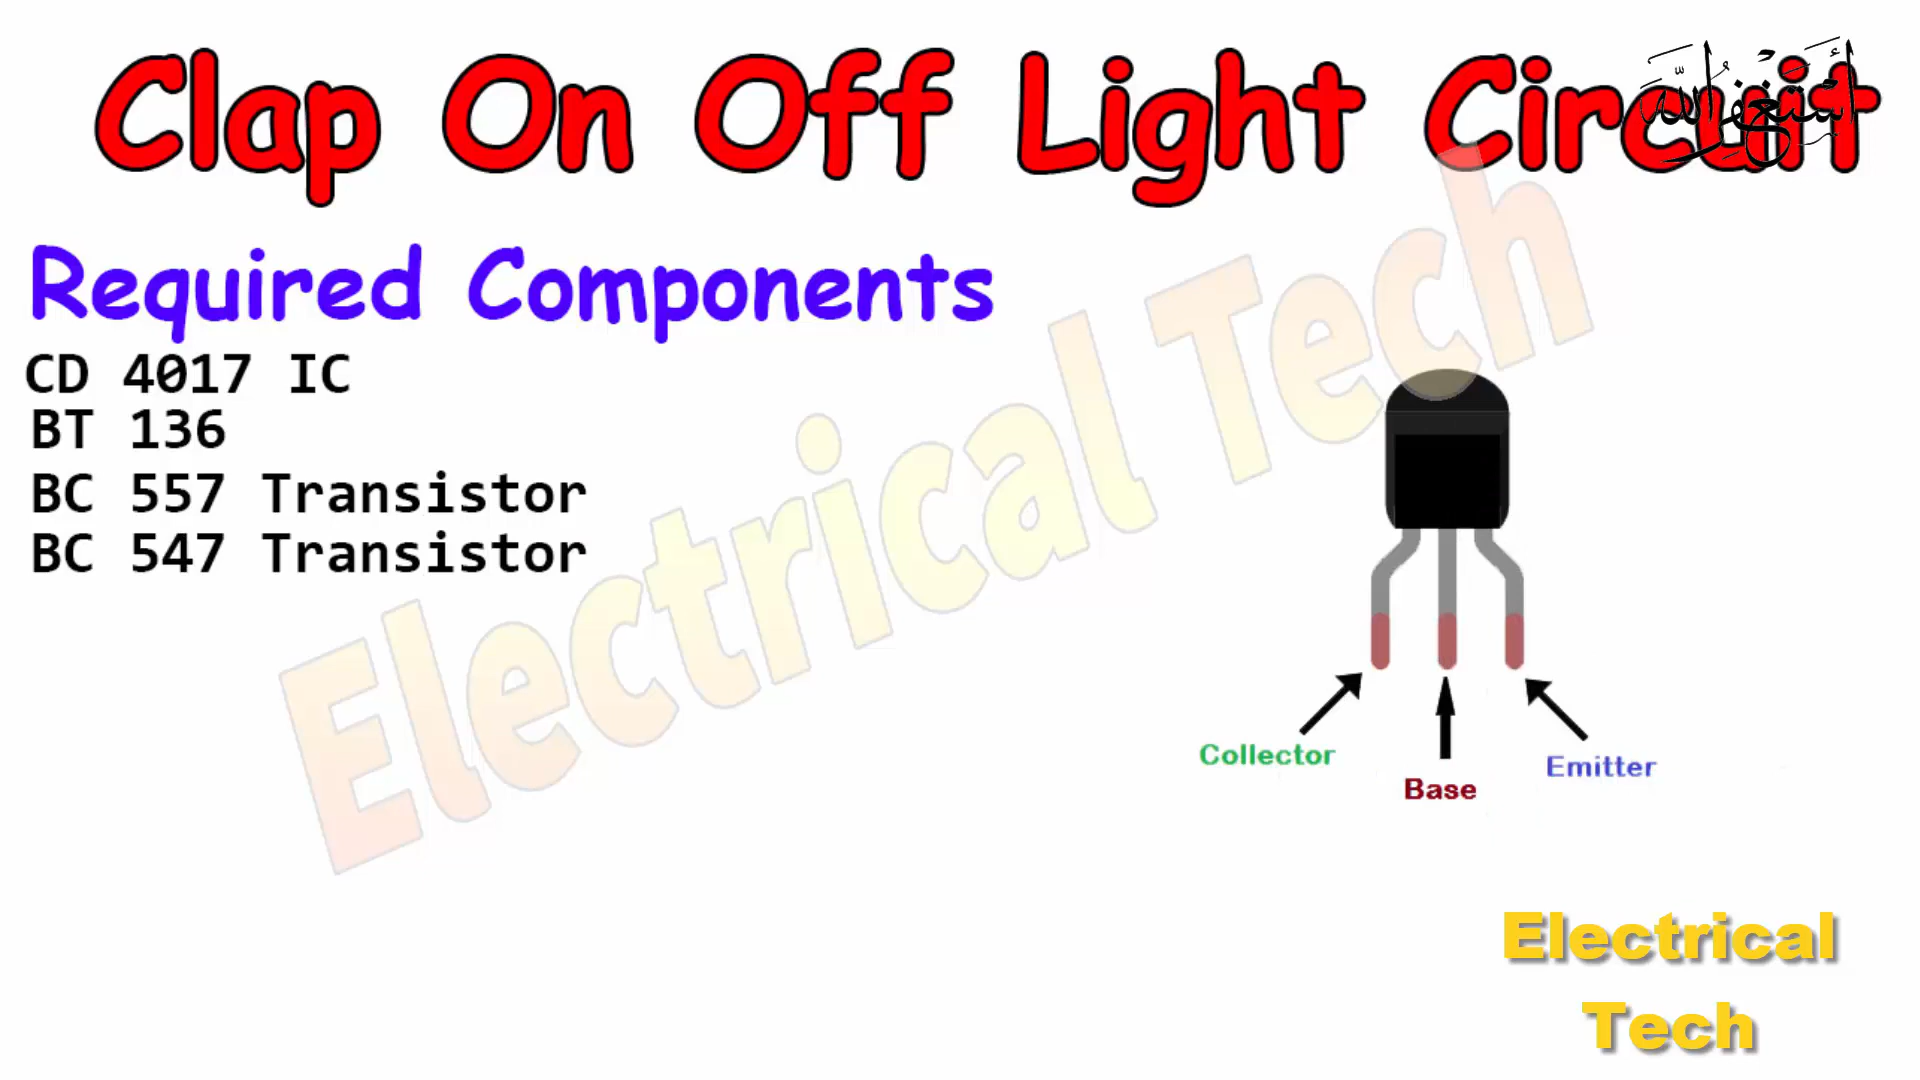 Clap On Off Light Circuit
أستغفر الله
Required Components
CD 4017 IC
BT 136
BC 557 Transistor
BC 547 Transistor
Electrical Tech
Collector
Base
Emitter
Electrical
Tech